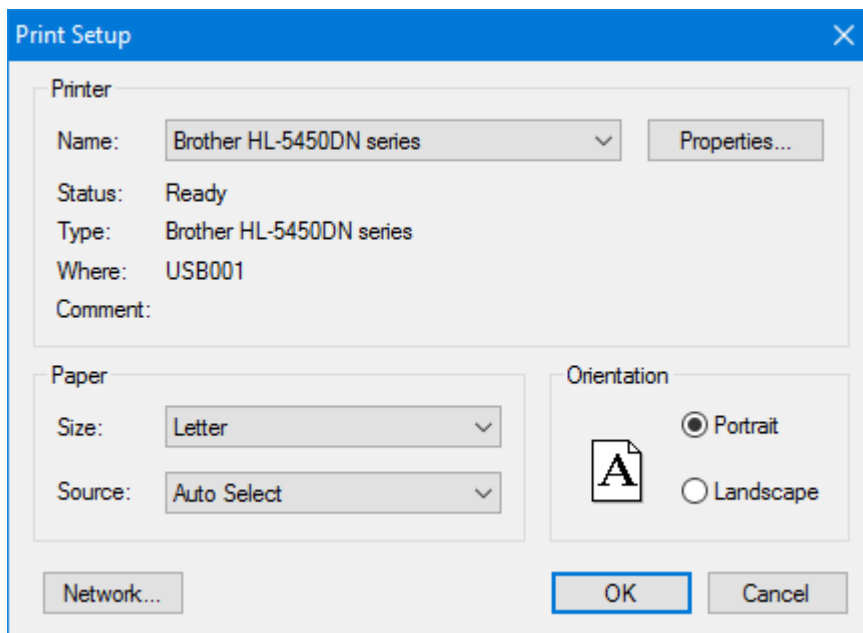 Print Setup
Printer
Name: Brother HL-5450DN series Properties...
Status: Ready
Type: Brother HL-5450DN series
Where: USB001
Comment:
Paper
Size: Letter
Source: Auto Select
Orientation
A
Portrait
Landscape
Network... OK Cancel